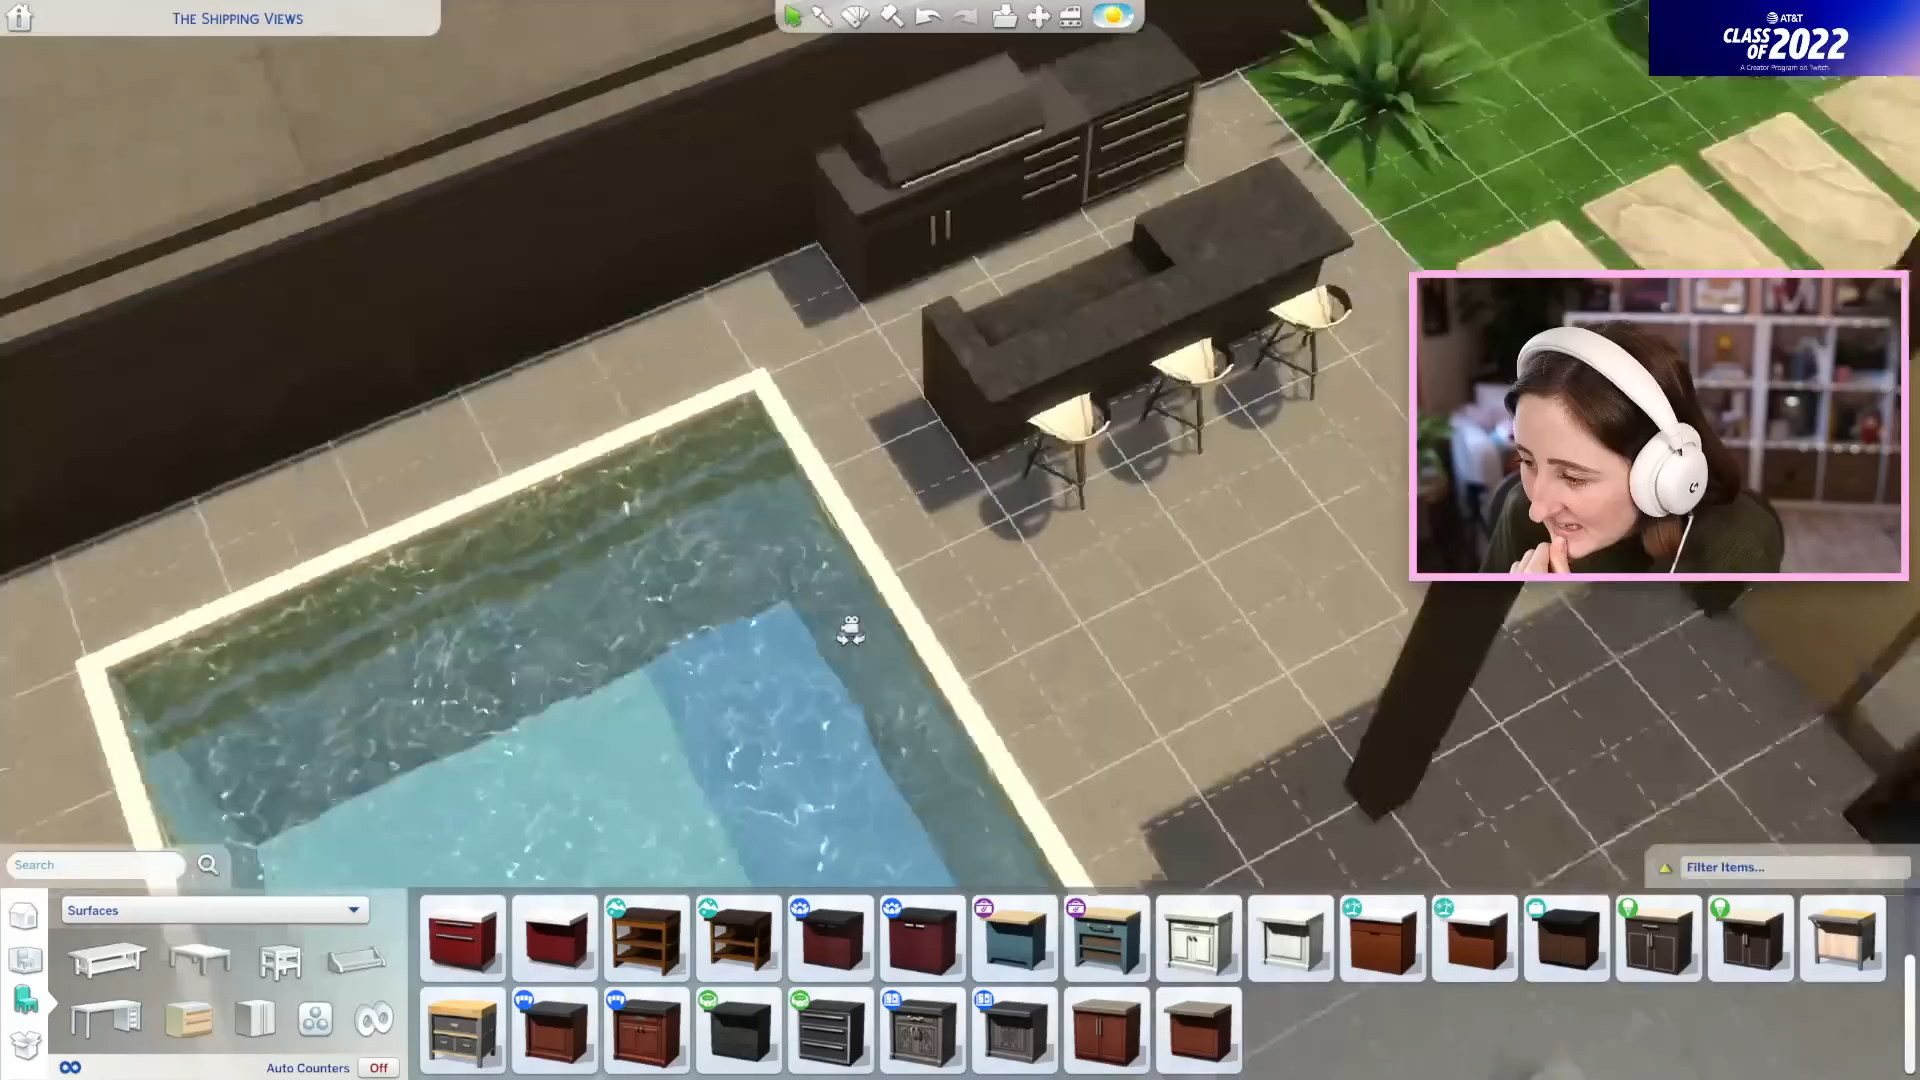 The Shipping Views
AT&T
CLASS
OF 2022
A Creator Program on Twitch
Search
Filter Items...
Surfaces
Auto Counters
Off